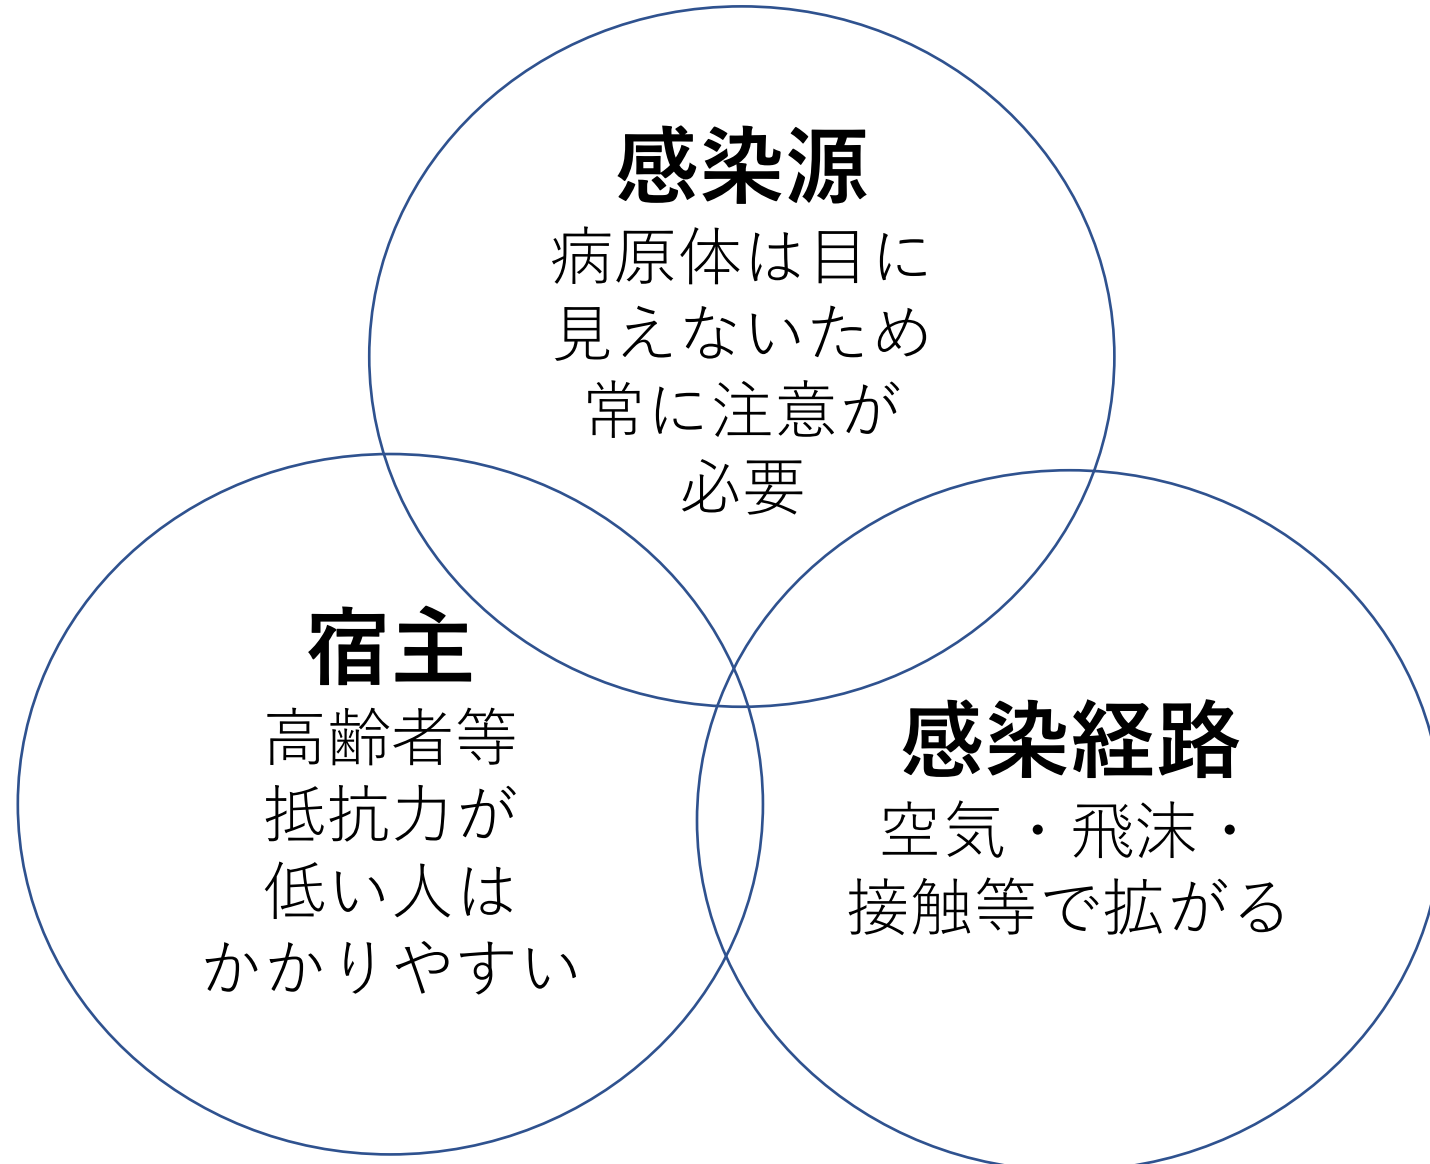 感染源
病原体は目に
見えないため
常に注意が
必要
宿主
高齢者等
抵抗力が
低い人は
かかりやすい
感染経路
空気・飛沫・
接触等で拡がる